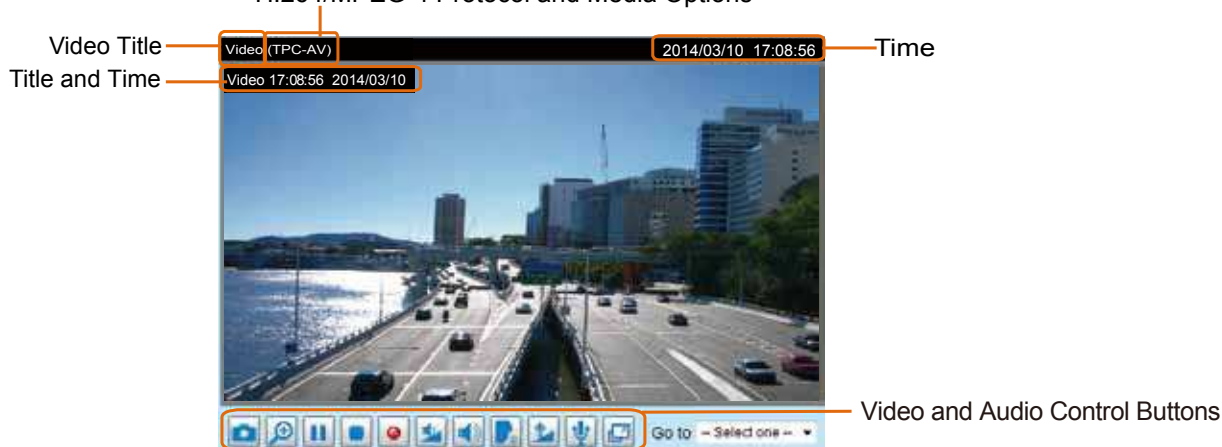 Video Title
Video (TPC-AV)
2014/03/10 17:08:56
Time
Title and Time
Video 17:08:56 2014/03/10
Video and Audio Control Buttons
Go to: -- Select one --